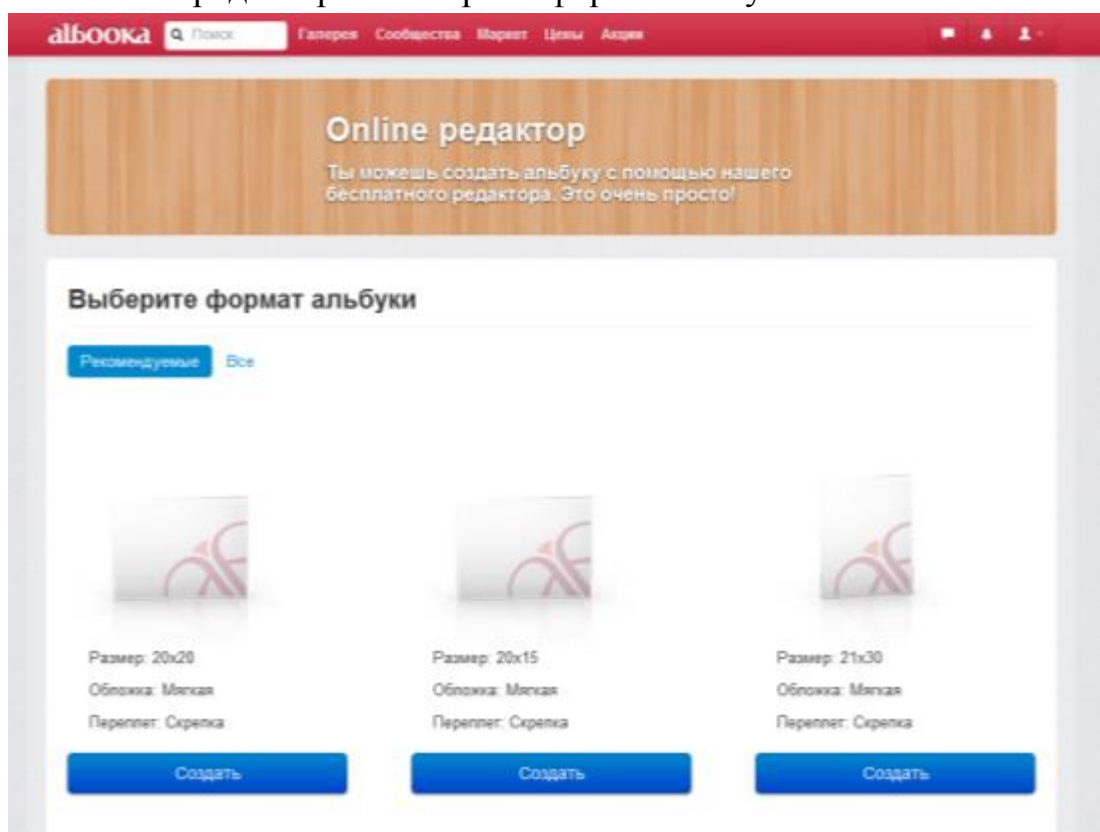 albooka Поиск Галерея Сообщества Маркет Цены Акции
Online редактор
Ты можешь создать альбуку с помощью нашего
бесплатного редактора. Это очень просто!
Выберите формат альбуки
Рекомендуемые Все
Размер: 20x20
Обложка: Мягкая
Переплет: Скрепка
Создать
Размер: 20x15
Обложка: Мягкая
Переплет: Скрепка
Создать
Размер: 21x30
Обложка: Мягкая
Переплет: Скрепка
Создать